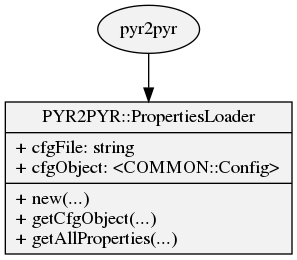 pyr2pyr
PYR2PYR::PropertiesLoader
+ cfgFile: string
+ cfgObject: <COMMON::Config>
+ new(...)
+ getCfgObject(...)
+ getAllProperties(...)